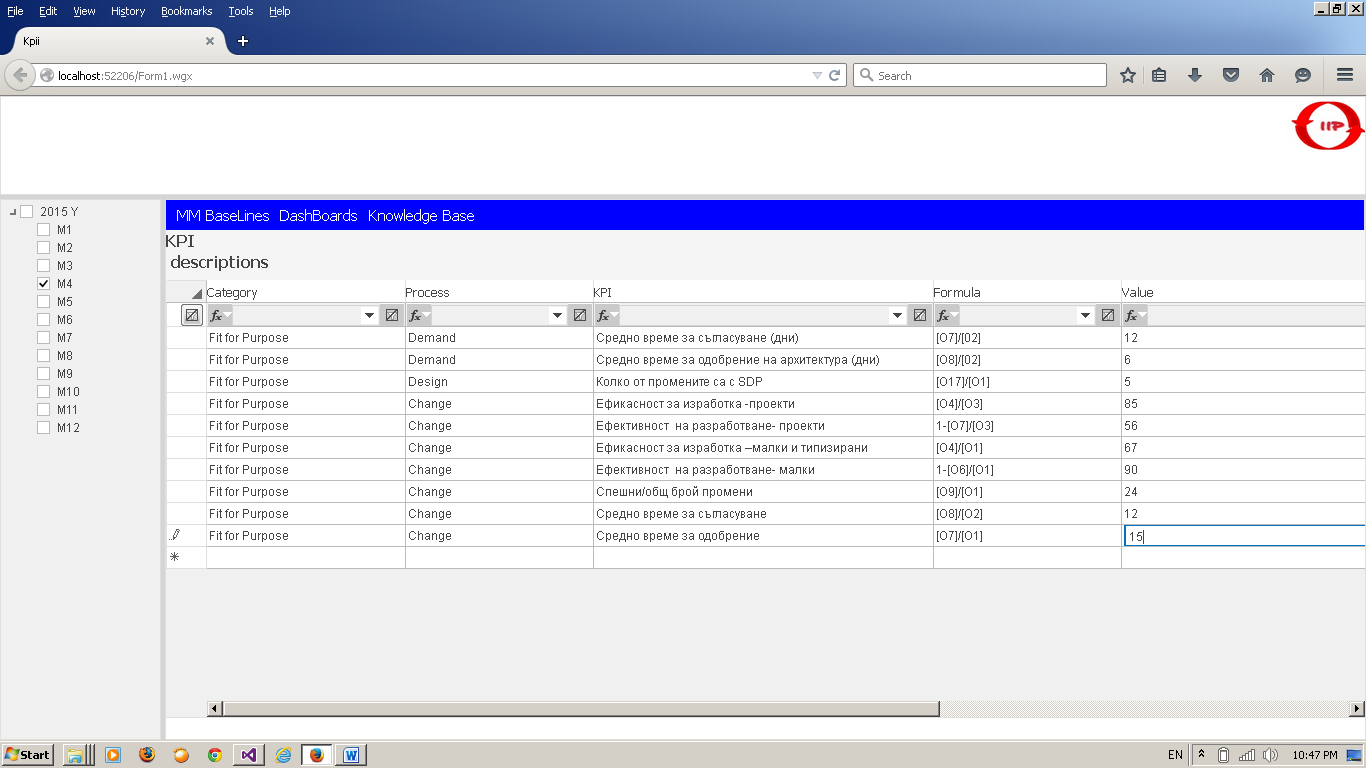 File Edit View History Bookmarks Tools Help
Kpii
localhost:52206/Form1.wgx
Search
IIP
2015 Y
M1
M2
M3
M4
M5
M6
M7
M8
M9
M10
M11
M12
MM BaseLines DashBoards Knowledge Base
KPI
descriptions
Category Process KPI Formula Value
fx fx fx fx fx
Fit for Purpose Demand Средно време за съгласуване (дни) [O7]/[02] 12
Fit for Purpose Demand Средно време за одобрение на архитектура (дни) [O8]/[02] 6
Fit for Purpose Design Колко от промените са с SDP [O17]/[O1] 5
Fit for Purpose Change Ефикасност за изработка -проекти [O4]/[O3] 85
Fit for Purpose Change Ефективност на разработване- проекти 1-[O7]/[O3] 56
Fit for Purpose Change Ефикасност за изработка –малки и типизирани [O4]/[O1] 67
Fit for Purpose Change Ефективност на разработване- малки 1-[O6]/[O1] 90
Fit for Purpose Change Спешни/общ брой промени [O9]/[O1] 24
Fit for Purpose Change Средно време за съгласуване [O8]/[O2] 12
Fit for Purpose Change Средно време за одобрение [O7]/[O1] 15
Start EN 10:47 PM